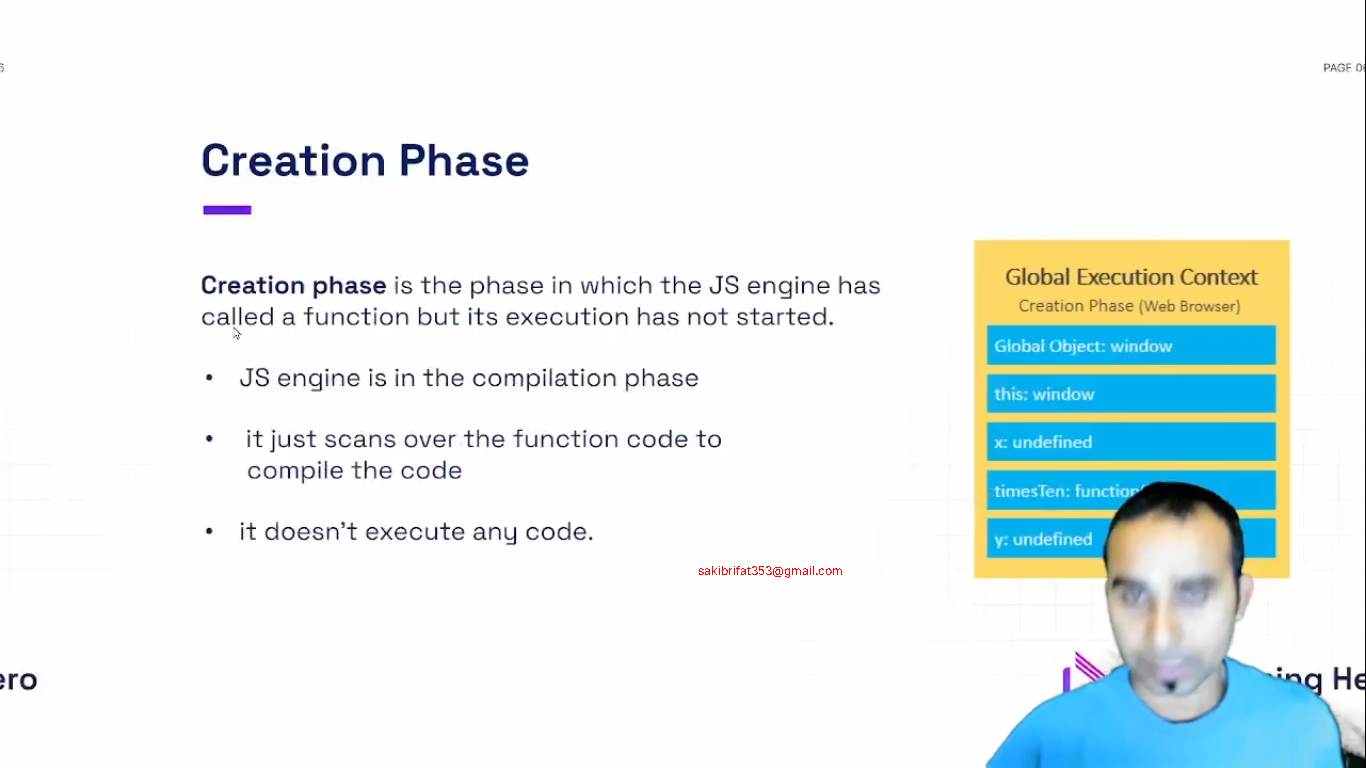 6
PAGE 06
Creation Phase
Creation phase is the phase in which the JS engine has
called a function but its execution has not started.
• JS engine is in the compilation phase
• it just scans over the function code to
compile the code
• it doesn't execute any code.
Global Execution Context
Creation Phase (Web Browser)
Global Object: window
this: window
x: undefined
timesTen: function
y: undefined
sakibrifat353@gmail.com
ero
ing He